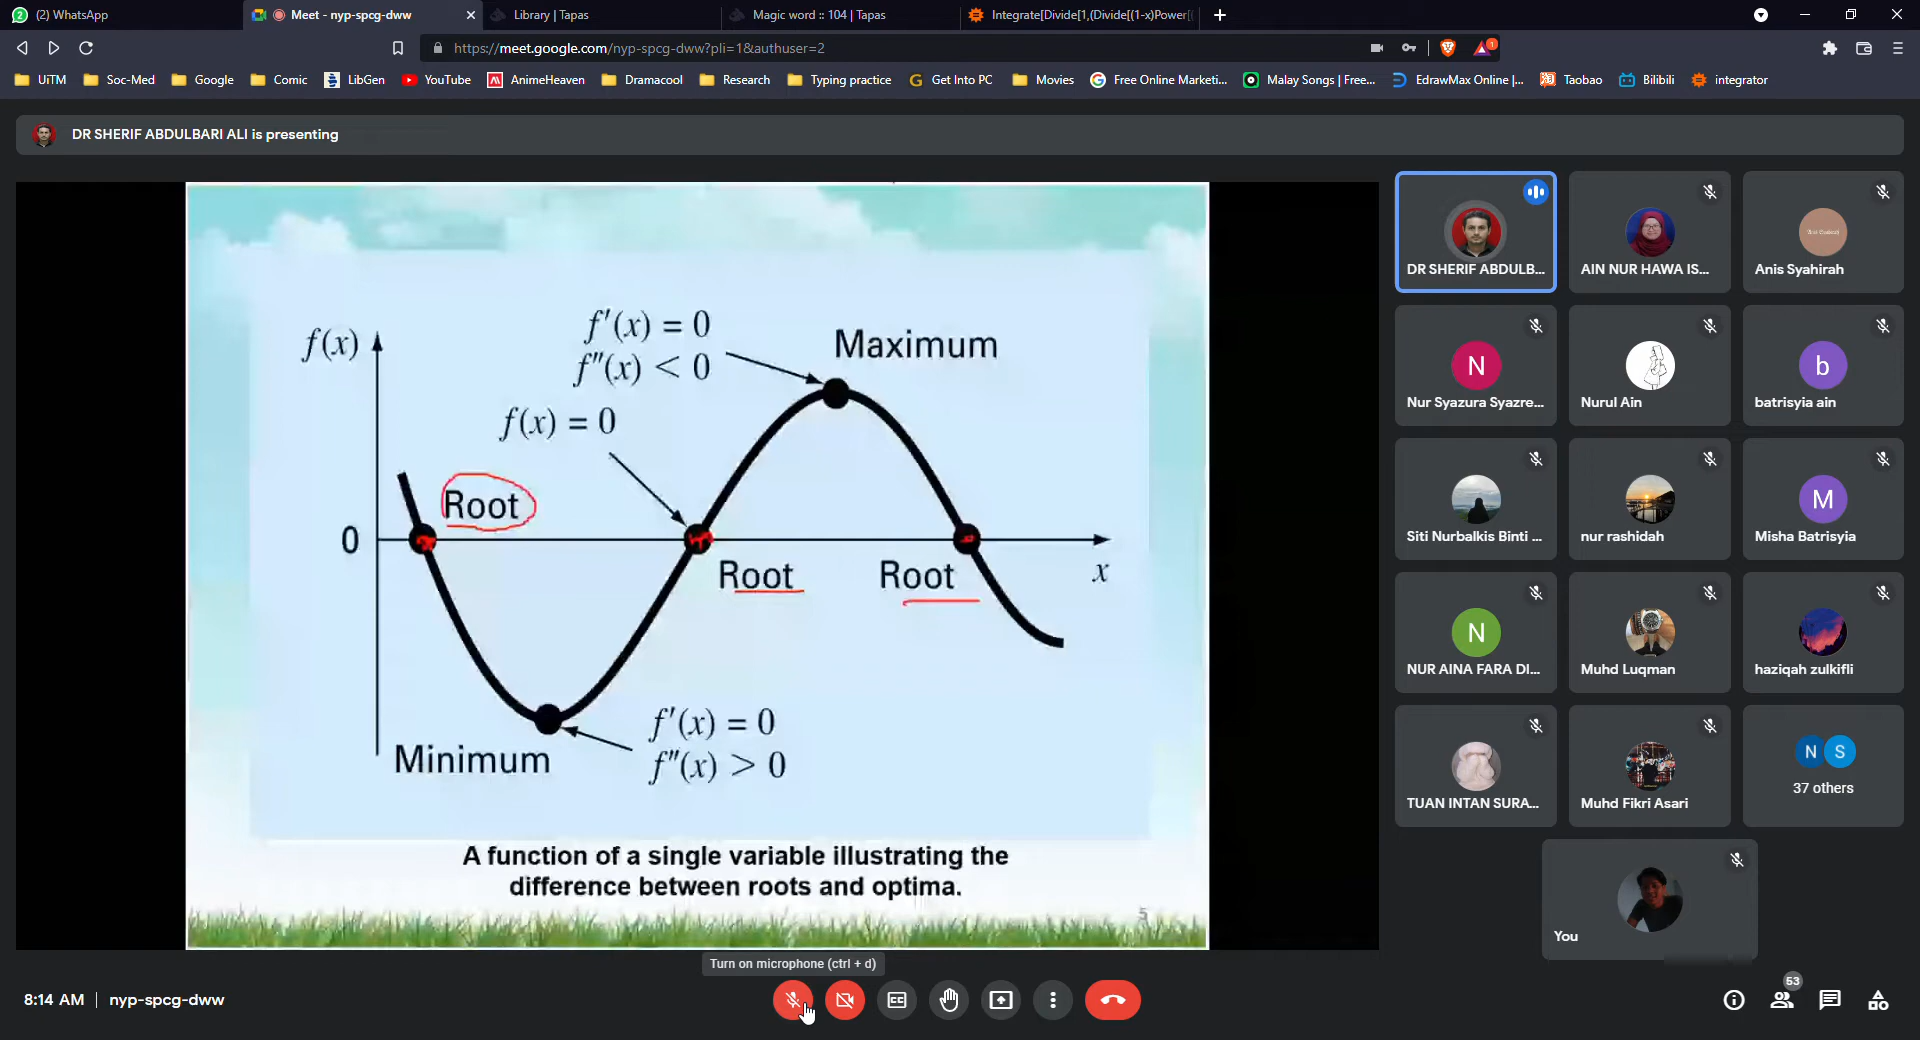 (2) WhatsApp
Meet - nyp-spcg-dww
Library | Tapas
Magic word :: 104 | Tapas
Integrate[Divide[1,(Divide[(1-x)Power[(
https://meet.google.com/nyp-spcg-dww?pli=1&authuser=2
UiTM
Soc-Med
Google
Comic
LibGen
YouTube
AnimeHeaven
Dramacool
Research
Typing practice
Get Into PC
Movies
Free Online Marketi...
Malay Songs | Free...
EdrawMax Online |...
Taobao
Bilibili
integrator
DR SHERIF ABDULBARI ALI is presenting
f'(x) = 0
f''(x) < 0
Maximum
f(x)
f(x) = 0
Root
0
Root
Root
x
f'(x) = 0
f''(x) > 0
Minimum
A function of a single variable illustrating the
difference between roots and optima.
5
DR SHERIF ABDULB...
AIN NUR HAWA IS...
Anis Syahirah
N
Nur Syazura Syazre...
Nurul Ain
b
batrisyia ain
Siti Nurbalkis Binti ...
nur rashidah
M
Misha Batrisyia
N
NUR AINA FARA DI...
Muhd Luqman
haziqah zulkifli
TUAN INTAN SURA...
Muhd Fikri Asari
N S
37 others
You
Turn on microphone (ctrl + d)
8:14 AM | nyp-spcg-dww
53